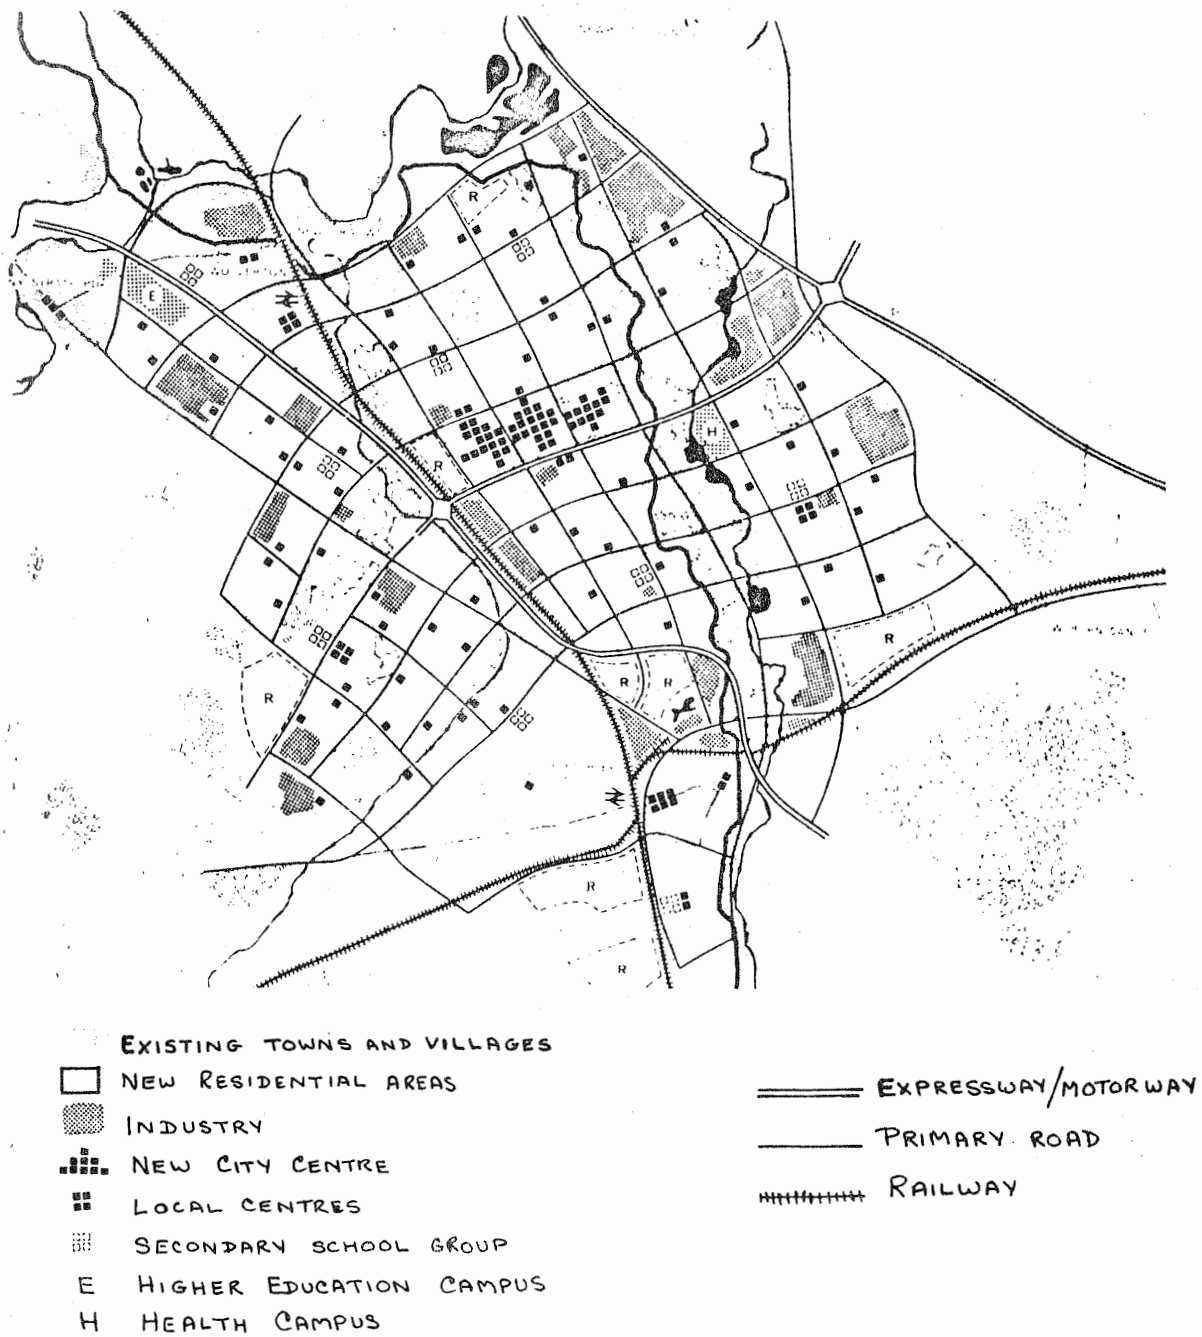 R
E
R
H
R
R
R
R
R
R
EXISTING TOWNS AND VILLAGES
NEW RESIDENTIAL AREAS
INDUSTRY
NEW CITY CENTRE
LOCAL CENTRES
SECONDARY SCHOOL GROUP
E HIGHER EDUCATION CAMPUS
H HEALTH CAMPUS
EXPRESSWAY/MOTORWAY
PRIMARY ROAD
RAILWAY